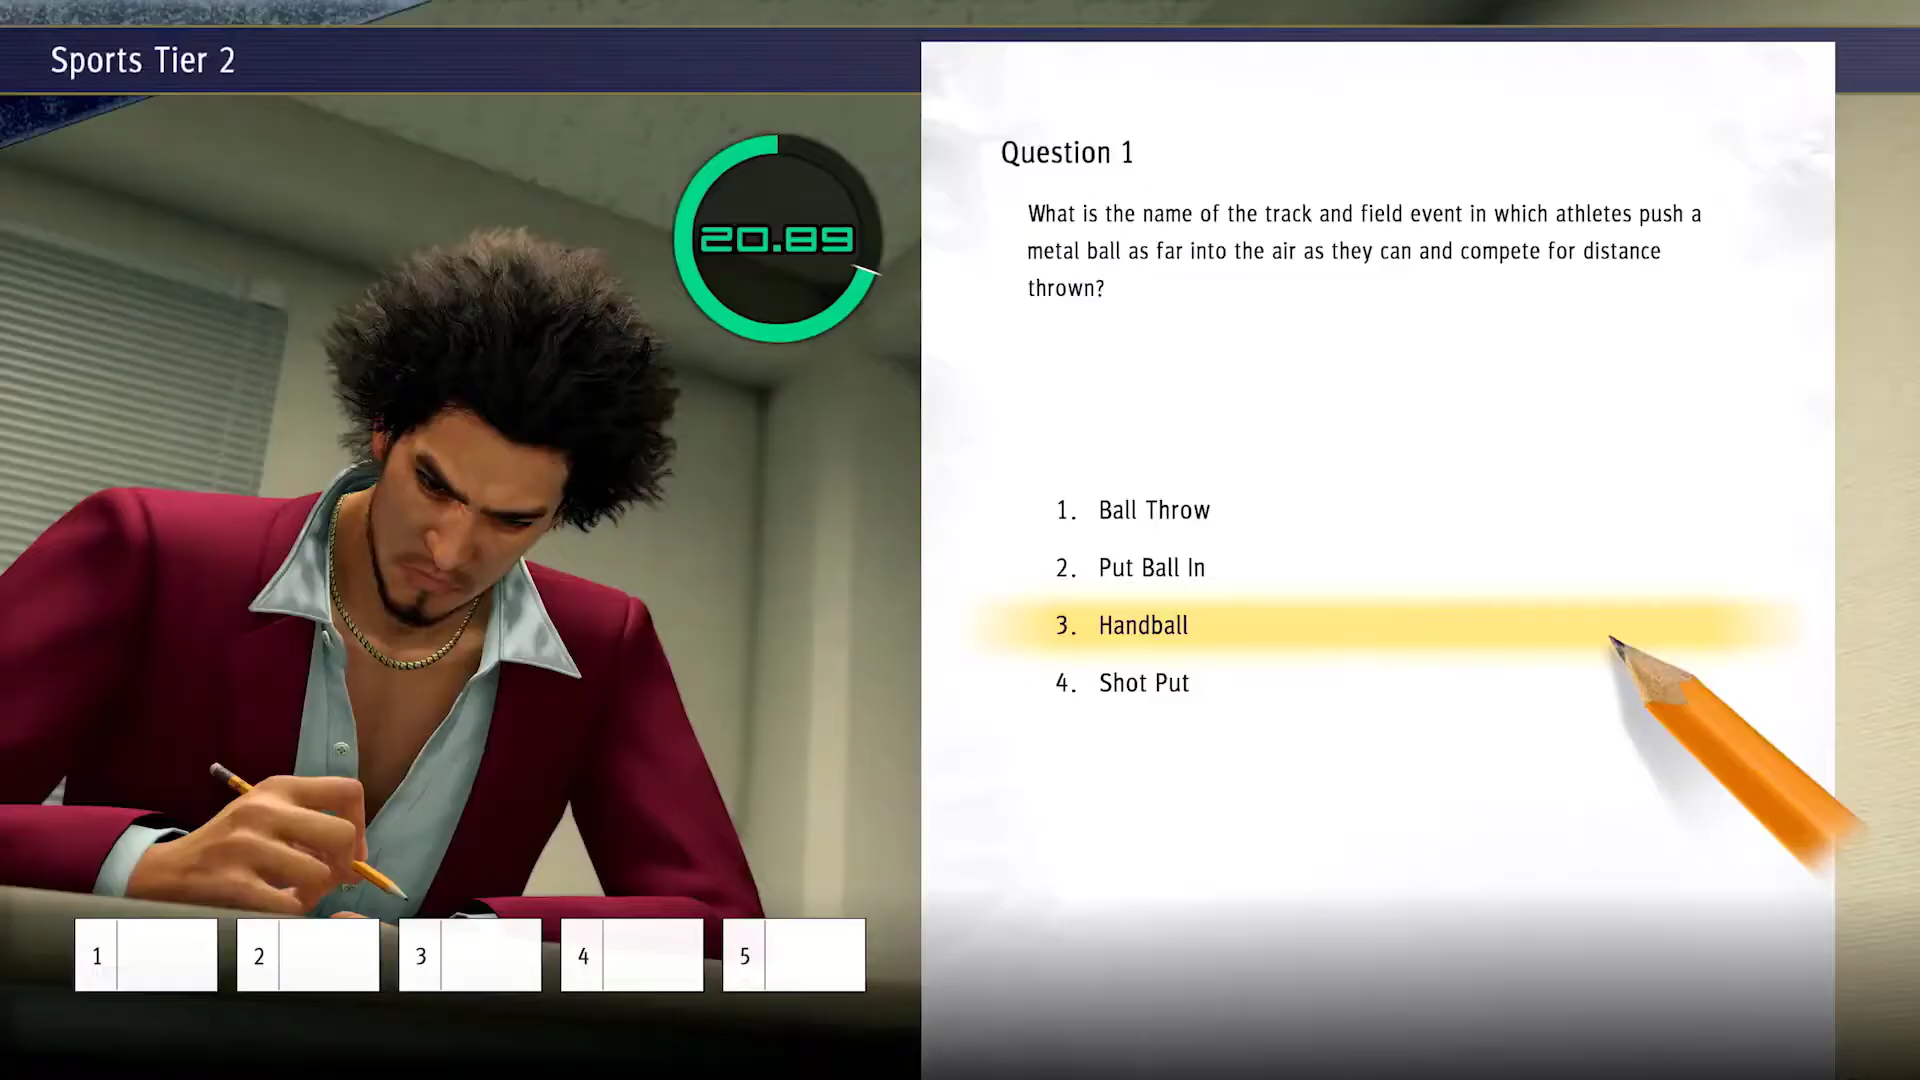 Sports Tier 2
20.89
Question 1
What is the name of the track and field event in which athletes push a
metal ball as far into the air as they can and compete for distance
thrown?
1. Ball Throw
2. Put Ball In
3. Handball
4. Shot Put
1
2
3
4
5